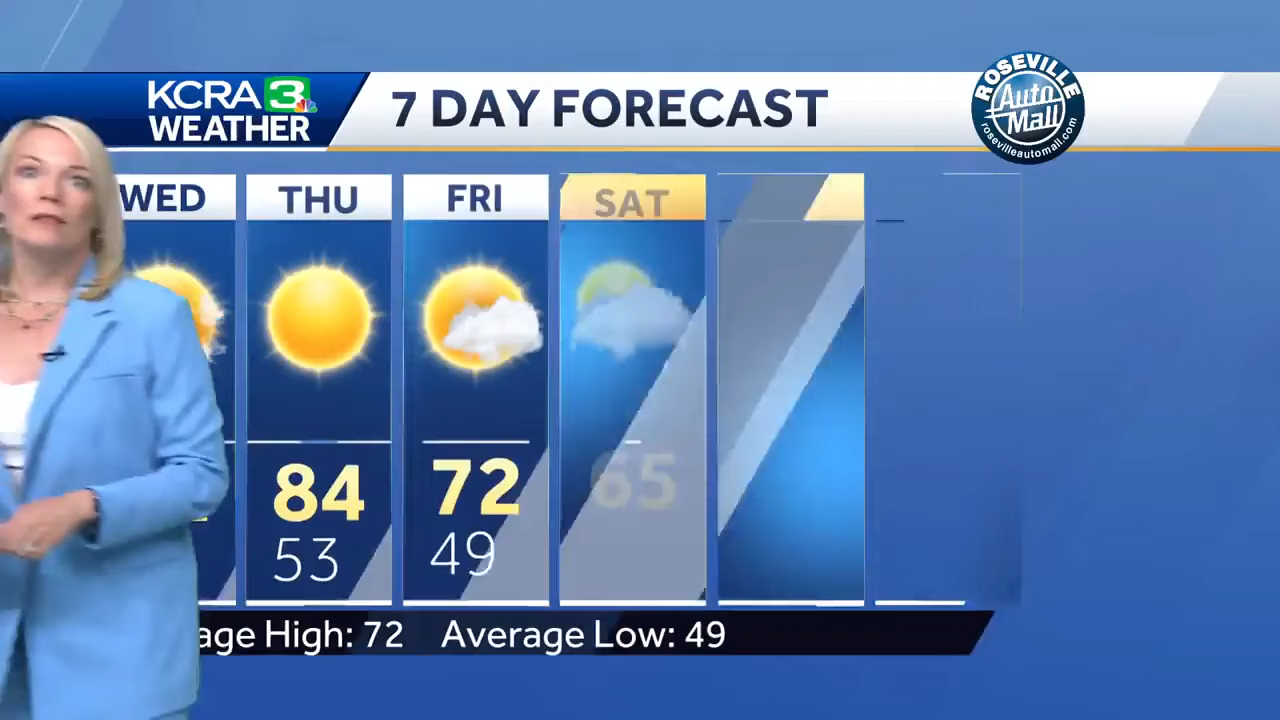 KCRA 3
WEATHER
7 DAY FORECAST
ROSEVILLE
Auto
Mall
rosevilleautomall.com
WED THU FRI SAT
84 72 65
53 49
age High: 72 Average Low: 49